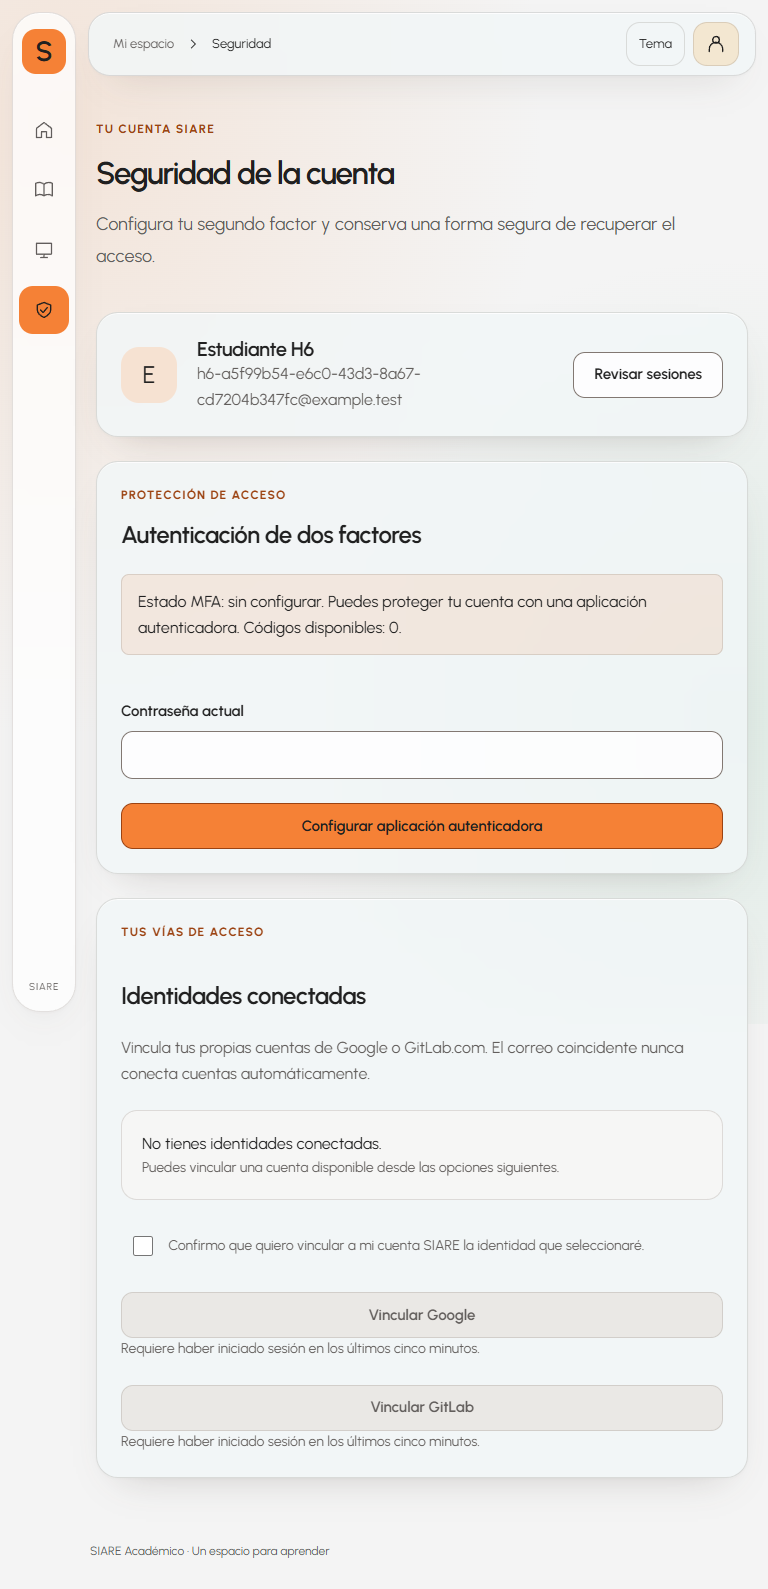 S
Mi espacio > Seguridad
Tema
TU CUENTA SIARE
Seguridad de la cuenta
Configura tu segundo factor y conserva una forma segura de recuperar el
acceso.
E
Estudiante H6
h6-a5f99b54-e6c0-43d3-8a67-
cd7204b347fc@example.test
Revisar sesiones
PROTECCIÓN DE ACCESO
Autenticación de dos factores
Estado MFA: sin configurar. Puedes proteger tu cuenta con una aplicación
autenticadora. Códigos disponibles: 0.
Contraseña actual
Configurar aplicación autenticadora
TUS VÍAS DE ACCESO
SIARE
Identidades conectadas
Vincula tus propias cuentas de Google o GitLab.com. El correo coincidente nunca
conecta cuentas automáticamente.
No tienes identidades conectadas.
Puedes vincular una cuenta disponible desde las opciones siguientes.
Confirmo que quiero vincular a mi cuenta SIARE la identidad que seleccionaré.
Vincular Google
Requiere haber iniciado sesión en los últimos cinco minutos.
Vincular GitLab
Requiere haber iniciado sesión en los últimos cinco minutos.
SIARE Académico · Un espacio para aprender